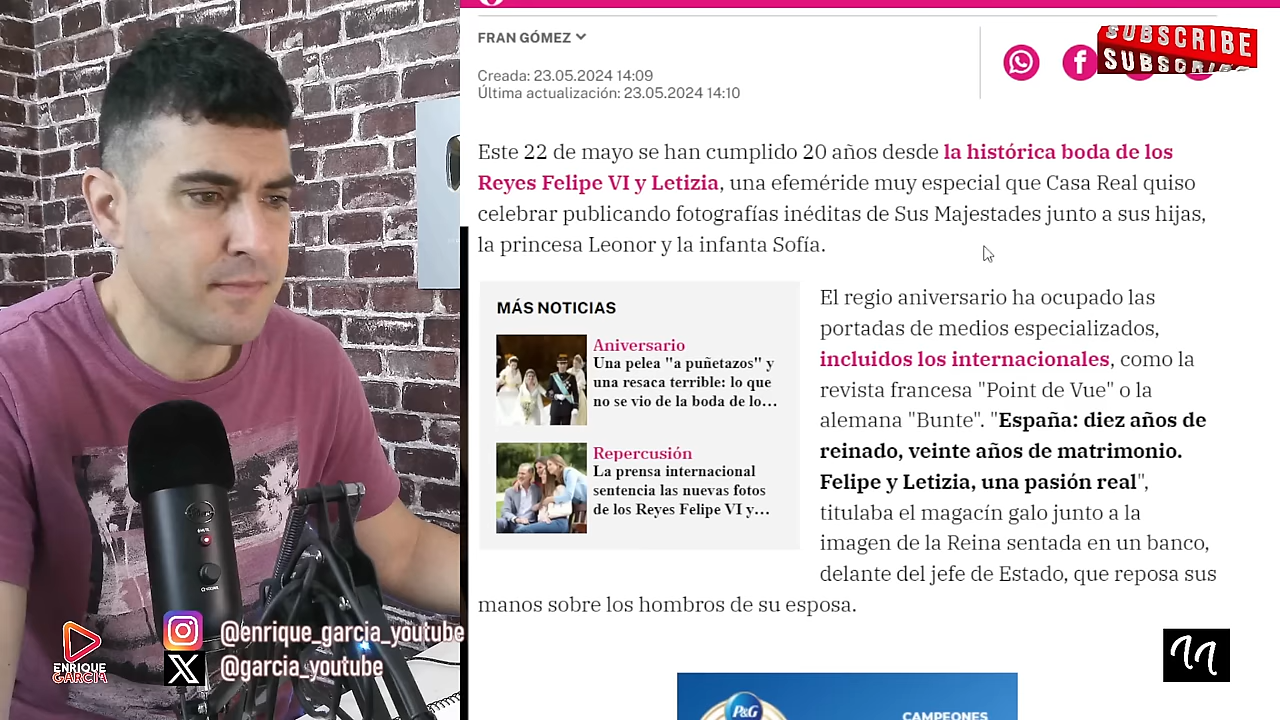 FRAN GÓMEZ
Creada: 23.05.2024 14:09
Última actualización: 23.05.2024 14:10
SUBSCRIBE
SUBSCRIBE
Este 22 de mayo se han cumplido 20 años desde la histórica boda de los
Reyes Felipe VI y Letizia, una efeméride muy especial que Casa Real quiso
celebrar publicando fotografías inéditas de Sus Majestades junto a sus hijas,
la princesa Leonor y la infanta Sofía.
MÁS NOTICIAS
Aniversario
Una pelea "a puñetazos" y
una resaca terrible: lo que
no se vio de la boda de lo...
Repercusión
La prensa internacional
sentencia las nuevas fotos
de los Reyes Felipe VI y...
El regio aniversario ha ocupado las
portadas de medios especializados,
incluidos los internacionales, como la
revista francesa "Point de Vue" o la
alemana "Bunte". "España: diez años de
reinado, veinte años de matrimonio.
Felipe y Letizia, una pasión real",
titulaba el magacín galo junto a la
imagen de la Reina sentada en un banco,
delante del jefe de Estado, que reposa sus
manos sobre los hombros de su esposa.
@enrique_garcia_youtube
@garcia_youtube
ENRIQUE
GARCIA
P&G
CAMPEONES